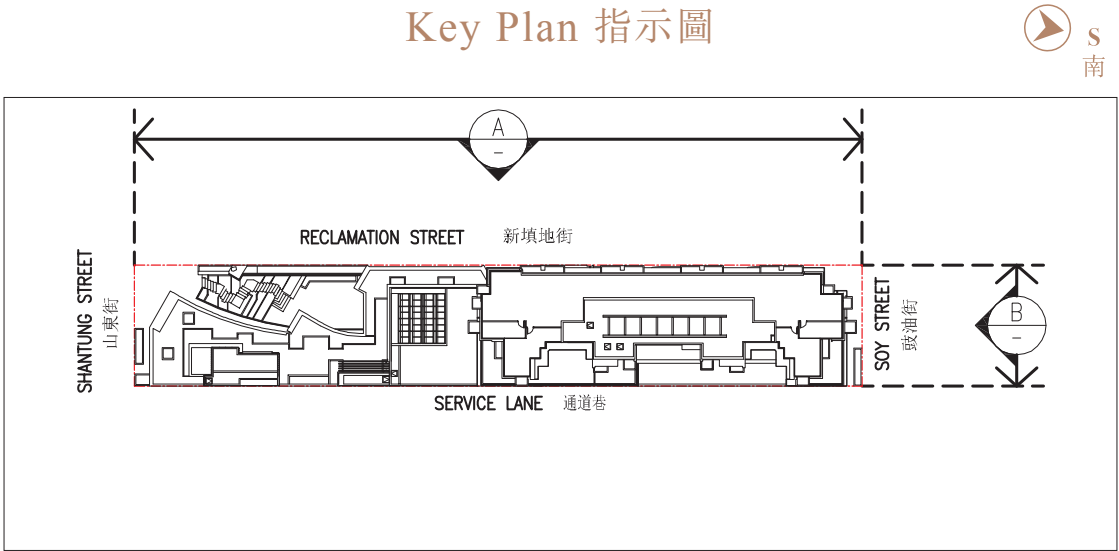 Key Plan 指示圖
S
南
A
–
RECLAMATION STREET 新填地街
SHANTUNG STREET
山東街
SOY STREET
豉油街
B
–
SERVICE LANE 通道巷